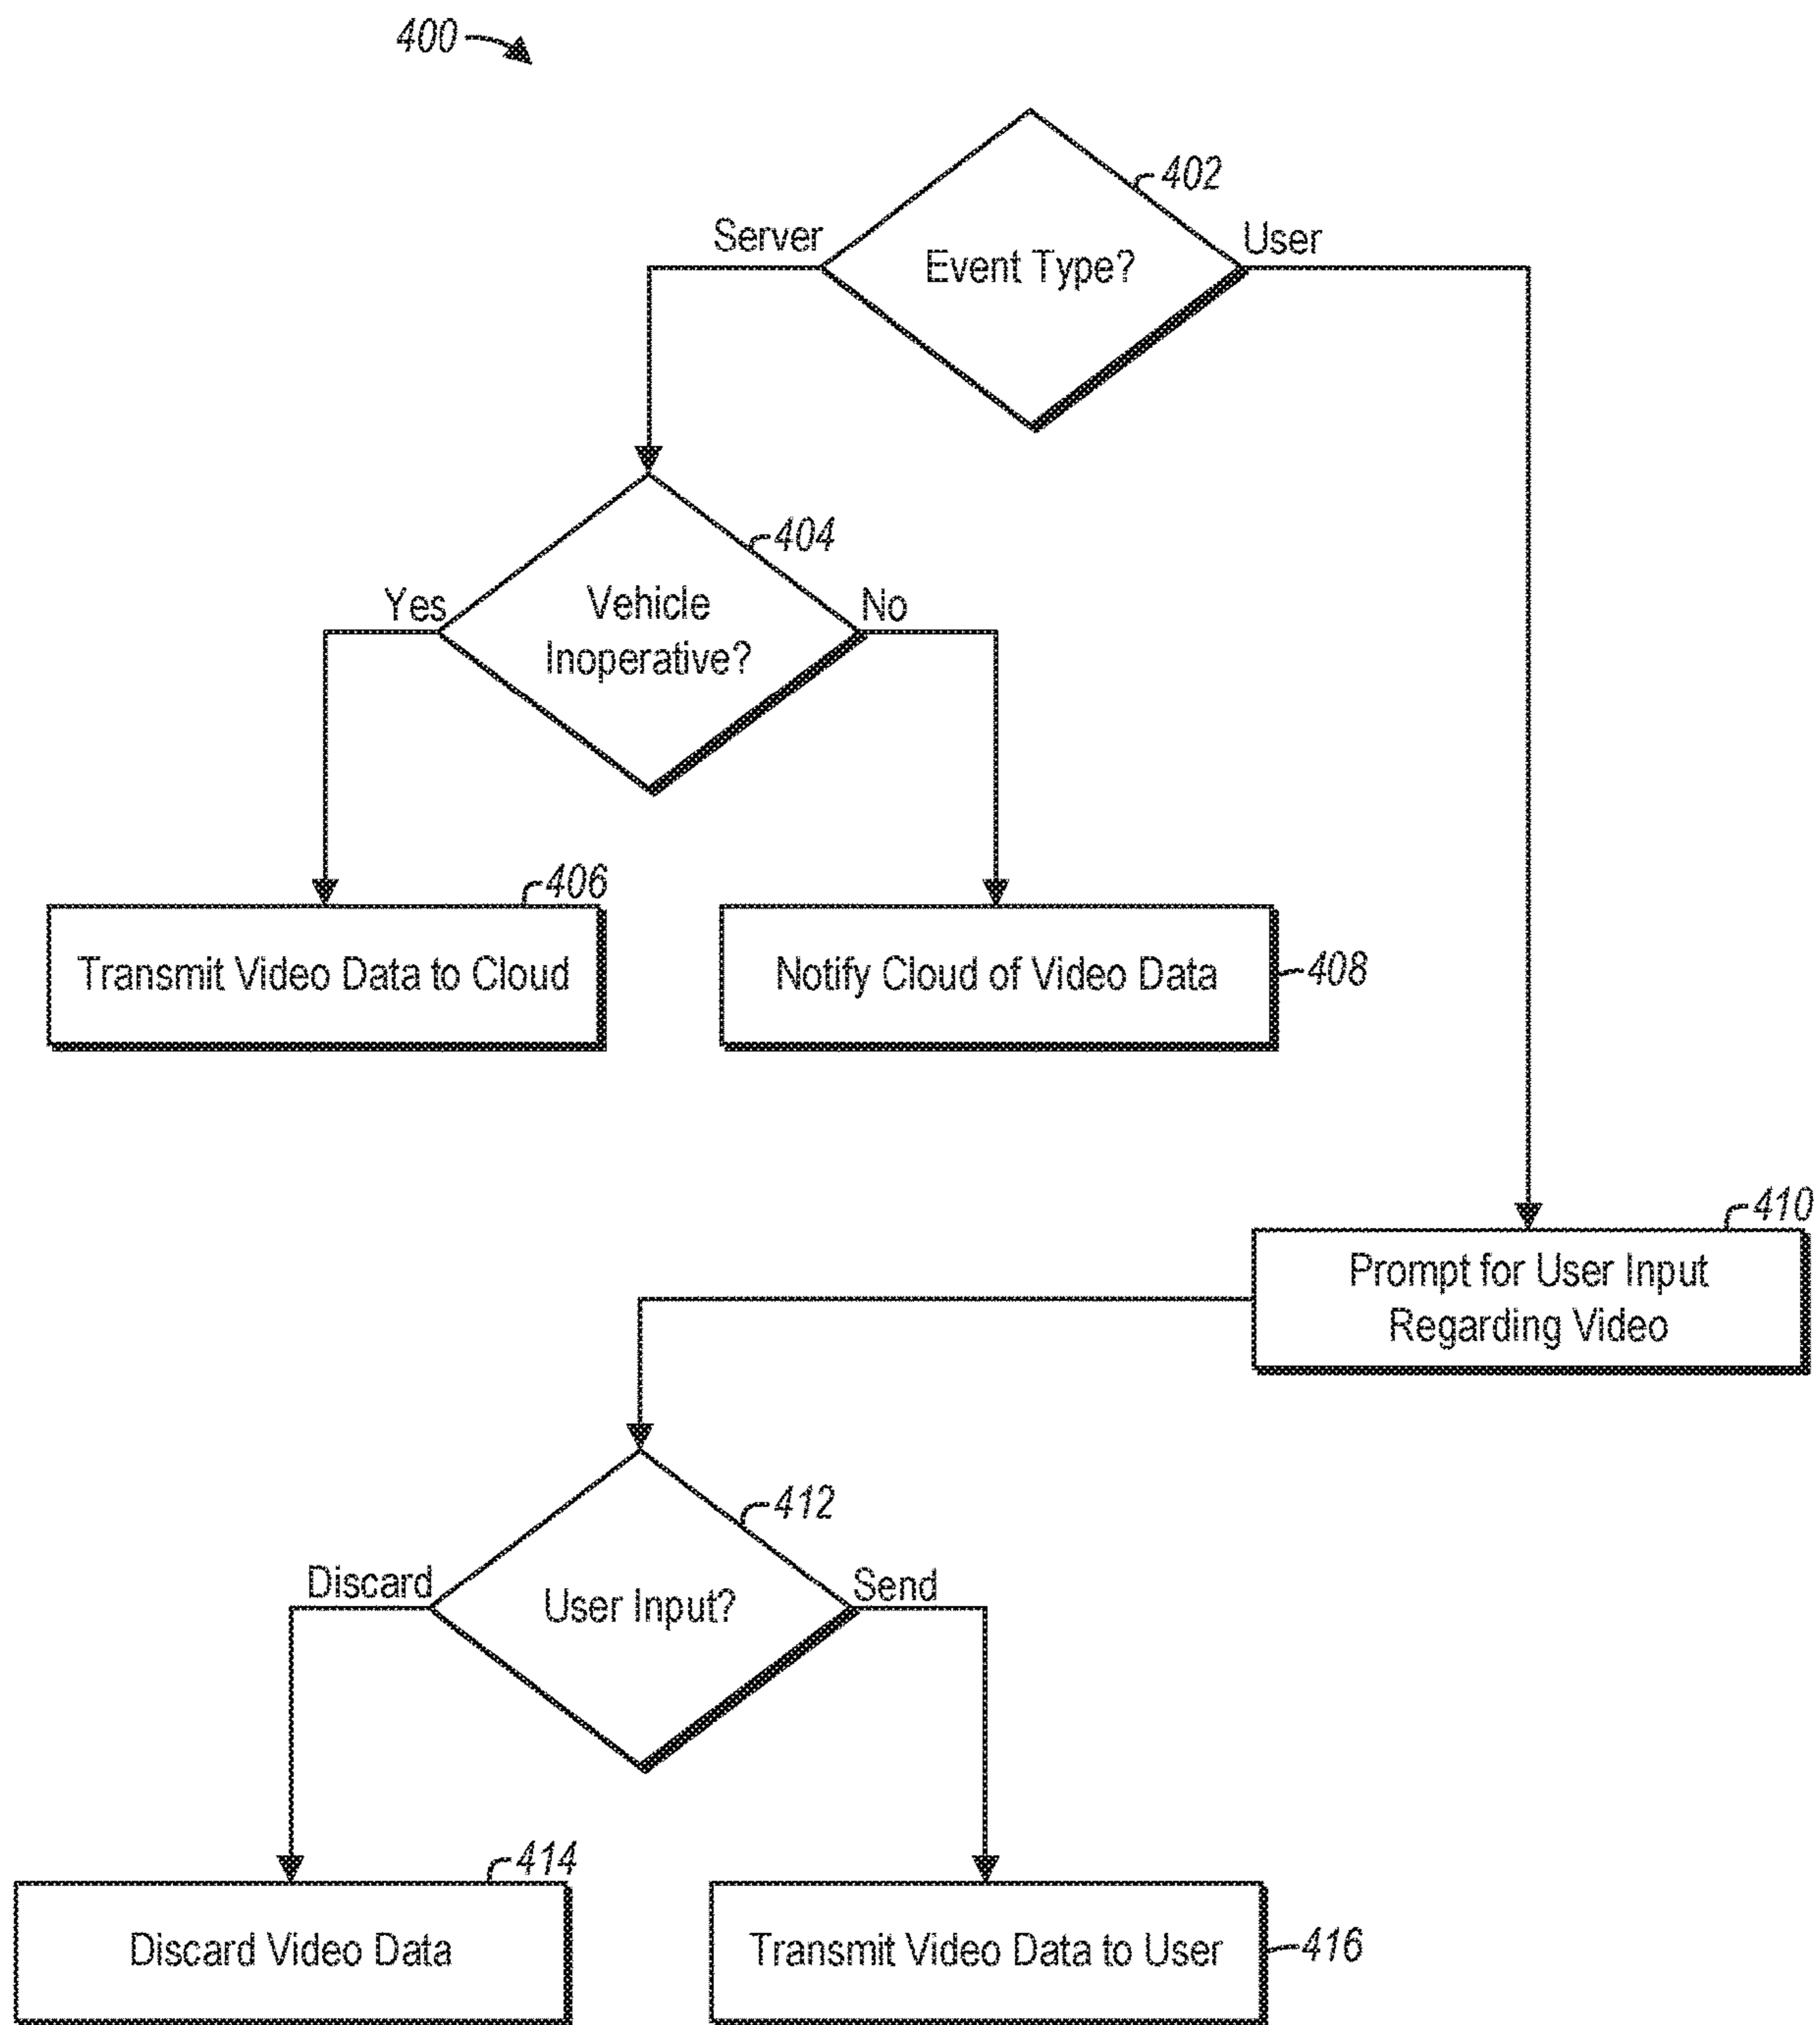 400
402
Server
User
Event Type?
404
Yes
No
Vehicle
Inoperative?
406
Transmit Video Data to Cloud
Notify Cloud of Video Data
408
410
Prompt for User Input
Regarding Video
412
Discard
Send
User Input?
414
Discard Video Data
Transmit Video Data to User
416